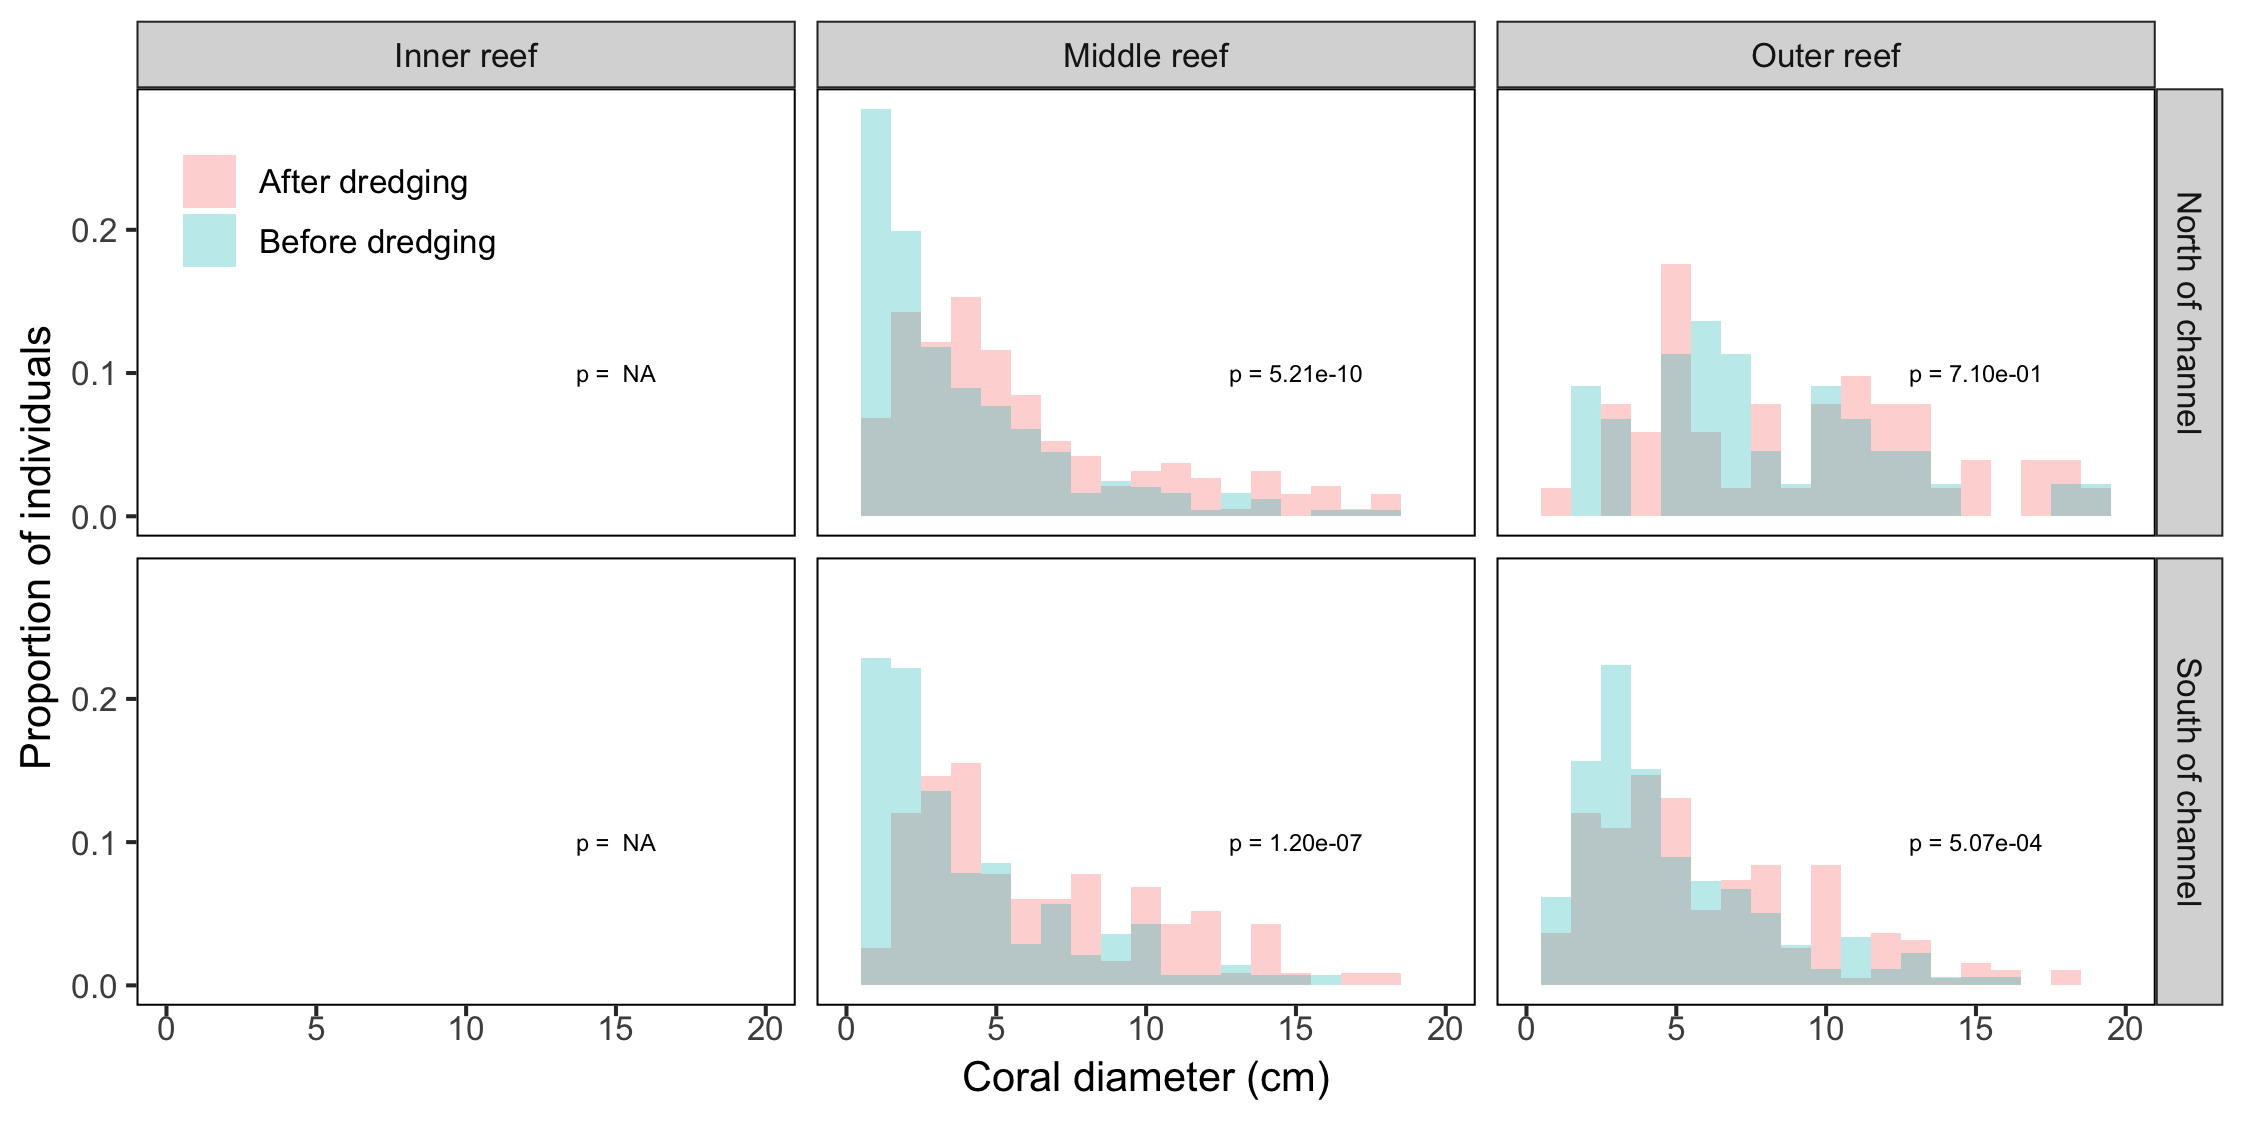 Inner reef
Middle reef
Outer reef
After dredging
Before dredging
0.2
0.1
0.0
p = NA
p = 5.21e-10
p = 7.10e-01
North of channel
Proportion of individuals
0.2
0.1
0.0
p = NA
p = 1.20e-07
p = 5.07e-04
South of channel
0 5 10 15 20
0 5 10 15 20
0 5 10 15 20
Coral diameter (cm)